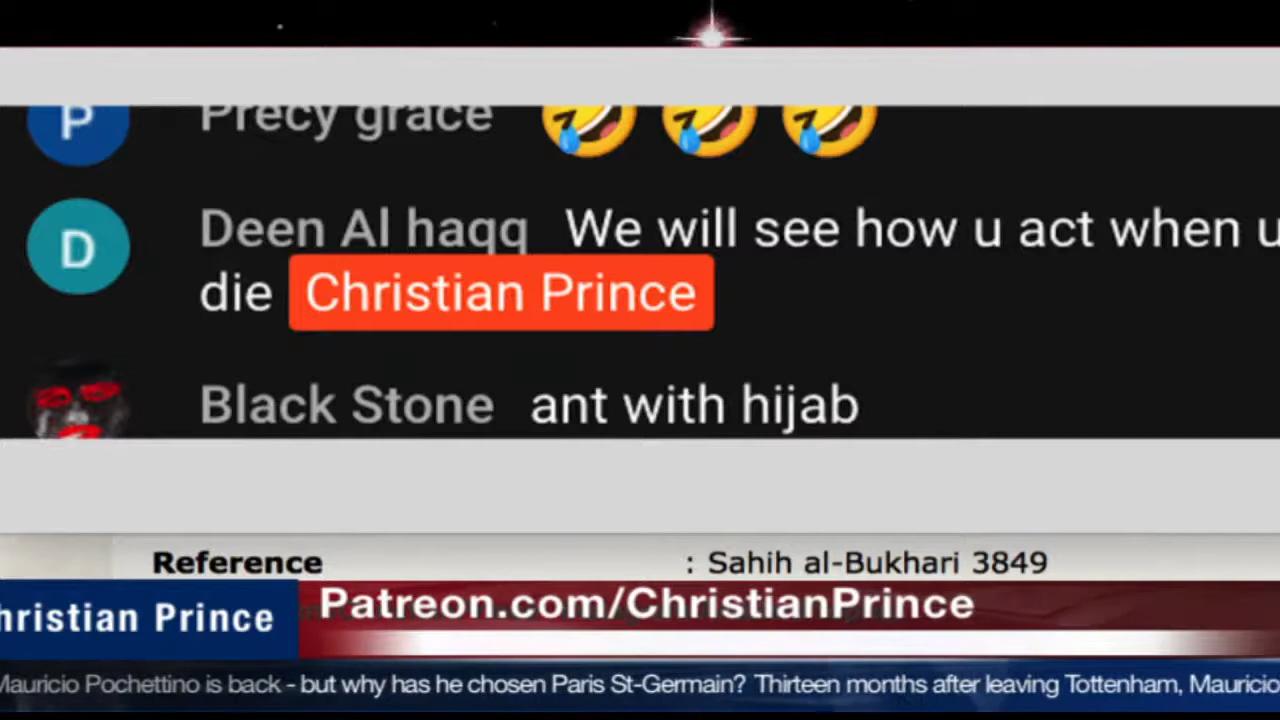 P Precy grace 🤣 🤣 🤣
D Deen Al haqq We will see how u act when u
die Christian Prince
Black Stone ant with hijab
Reference : Sahih al-Bukhari 3849
hristian Prince Patreon.com/ChristianPrince
Mauricio Pochettino is back - but why has he chosen Paris St-Germain? Thirteen months after leaving Tottenham, Mauricio